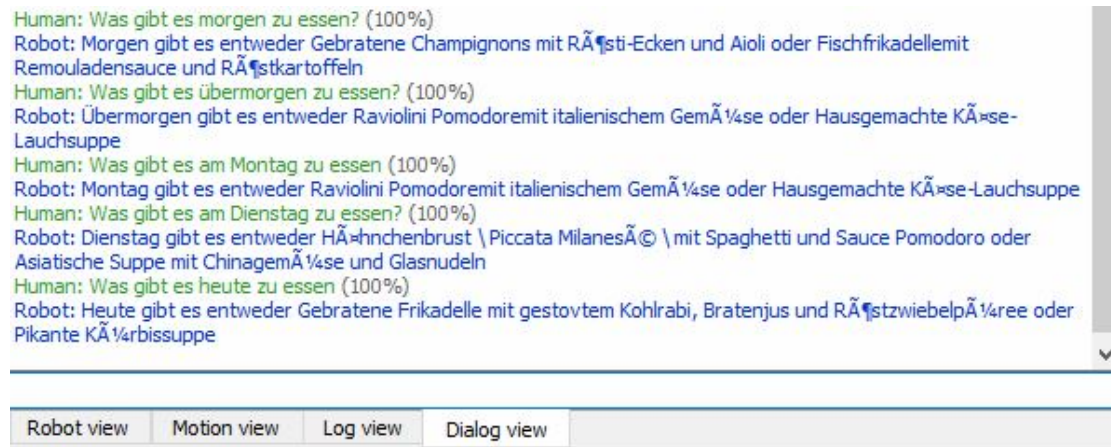 Human: Was gibt es morgen zu essen? (100%)
Robot: Morgen gibt es entweder Gebratene Champignons mit RÃ¶sti-Ecken und Aioli oder Fischfrikadellemit
Remouladensauce und RÃ¶stkartoffeln
Human: Was gibt es übermorgen zu essen? (100%)
Robot: Übermorgen gibt es entweder Raviolini Pomodoremit italienischem GemÃ¼se oder Hausgemachte KÃ¤se-
Lauchsuppe
Human: Was gibt es am Montag zu essen (100%)
Robot: Montag gibt es entweder Raviolini Pomodoremit italienischem GemÃ¼se oder Hausgemachte KÃ¤se-Lauchsuppe
Human: Was gibt es am Dienstag zu essen? (100%)
Robot: Dienstag gibt es entweder HÃ¤hnchenbrust \ Piccata MilanesÃ© \ mit Spaghetti und Sauce Pomodoro oder
Asiatische Suppe mit ChinagemÃ¼se und Glasnudeln
Human: Was gibt es heute zu essen (100%)
Robot: Heute gibt es entweder Gebratene Frikadelle mit gestovtem Kohlrabi, Bratenjus und RÃ¶stzwiebelpÃ¼ree oder
Pikante KÃ¼rbissuppe
Robot view Motion view Log view Dialog view